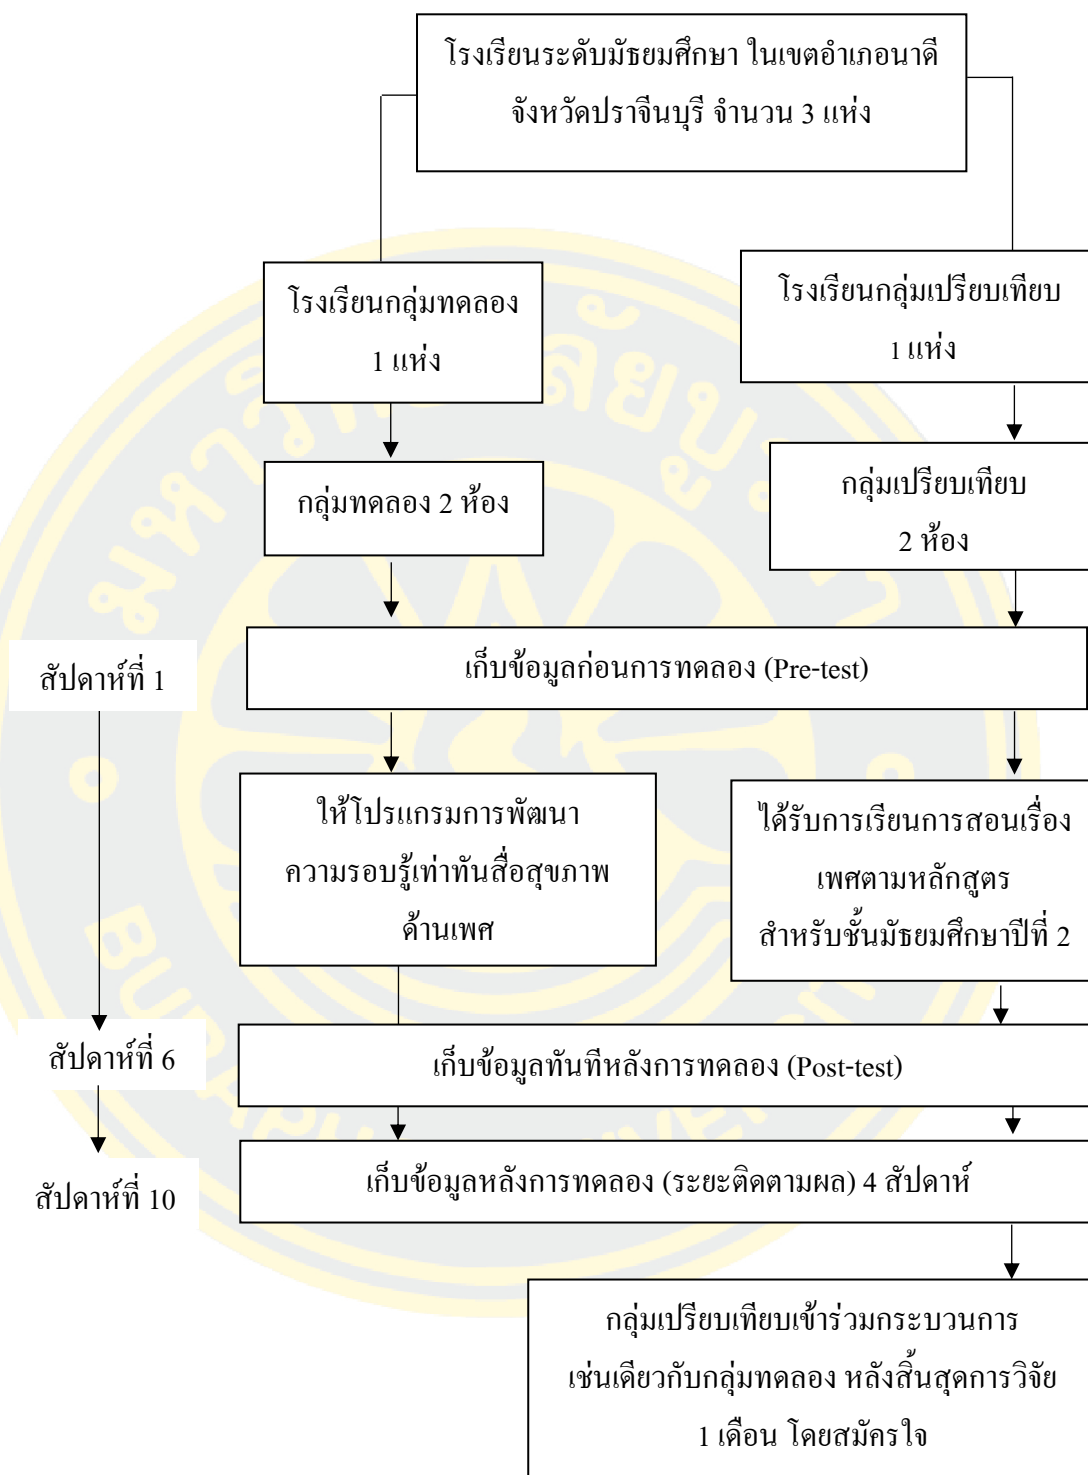 โรงเรียนระดับมัธยมศึกษา ในเขตอำเภอนาดี
จังหวัดปราจีนบุรี จำนวน 3 แห่ง
โรงเรียนกลุ่มทดลอง
1 แห่ง
โรงเรียนกลุ่มเปรียบเทียบ
1 แห่ง
กลุ่มทดลอง 2 ห้อง
กลุ่มเปรียบเทียบ
2 ห้อง
สัปดาห์ที่ 1
เก็บข้อมูลก่อนการทดลอง (Pre-test)
ให้โปรแกรมการพัฒนา
ความรอบรู้เท่าทันสื่อสุขภาพ
ด้านเพศ
ได้รับการเรียนการสอนเรื่อง
เพศตามหลักสูตร
สำหรับชั้นมัธยมศึกษาปีที่ 2
สัปดาห์ที่ 6
เก็บข้อมูลทันทีหลังการทดลอง (Post-test)
สัปดาห์ที่ 10
เก็บข้อมูลหลังการทดลอง (ระยะติดตามผล) 4 สัปดาห์
กลุ่มเปรียบเทียบเข้าร่วมกระบวนการ
เช่นเดียวกับกลุ่มทดลอง หลังสิ้นสุดการวิจัย
1 เดือน โดยสมัครใจ